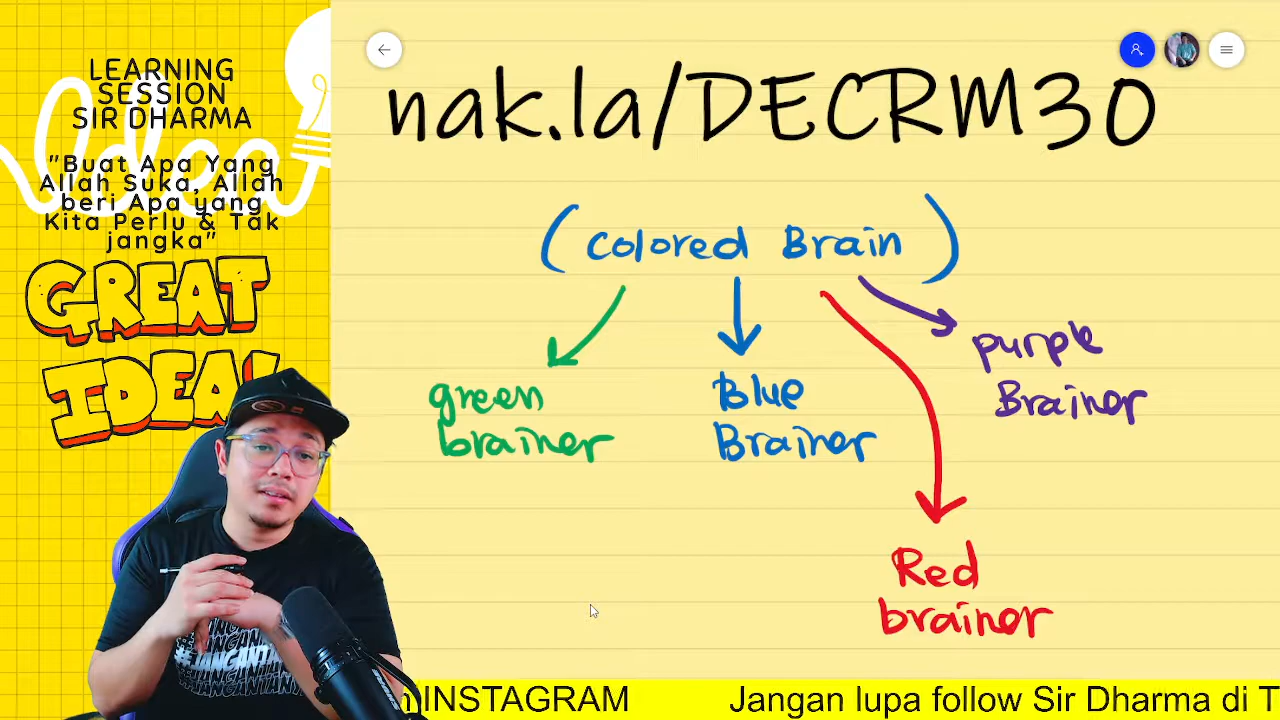 LEARNING
SESSION
SIR DHARMA
"Buat Apa Yang
Allah Suka, Allah
beri Apa yang
Kita Perlu & Tak
jangka"
Idea
GREAT
IDEA!
nak.la/DECRM30
( Colored Brain )
green
brainer
Blue
Brainer
purple
Brainer
Red
brainer
#JANGANTANY
INSTAGRAM
Jangan lupa follow Sir Dharma di T